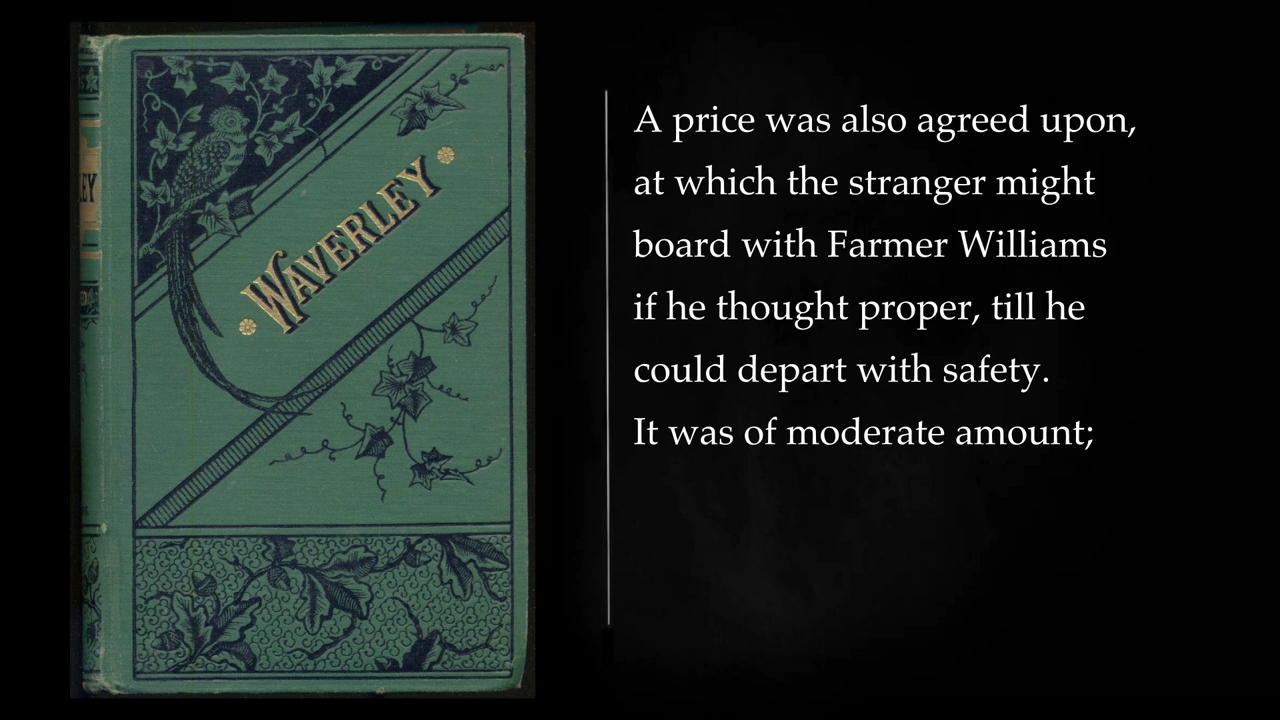 WAVERLEY
EY
A price was also agreed upon,
at which the stranger might
board with Farmer Williams
if he thought proper, till he
could depart with safety.
It was of moderate amount;